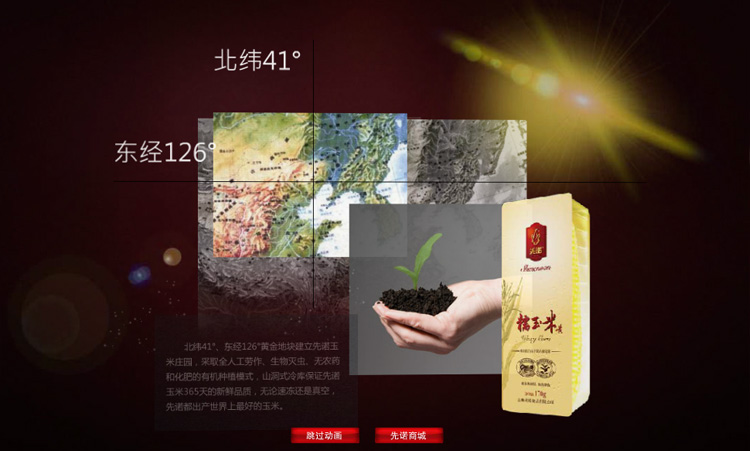 北纬41°
东经126°
先诺
糯玉米
北纬41°、东经126°黄金地块建立先诺玉
米庄园，采取全人工劳作、生物灭虫、无农药
和化肥的有机种植模式，山洞式冷库保证先诺
玉米365天的新鲜品质，无论速冻还是真空，
先诺都出产世界上最好的玉米。
跳过动画
先诺商城